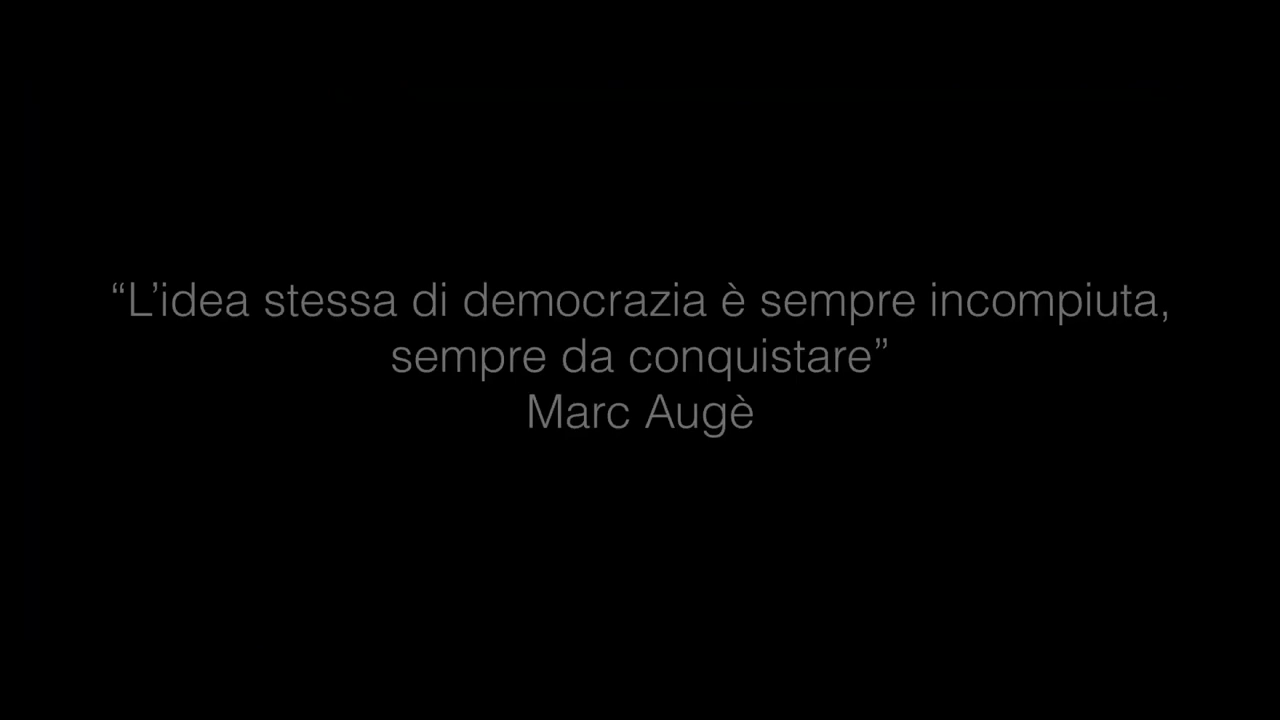 “L’idea stessa di democrazia è sempre incompiuta,
sempre da conquistare”
Marc Augè